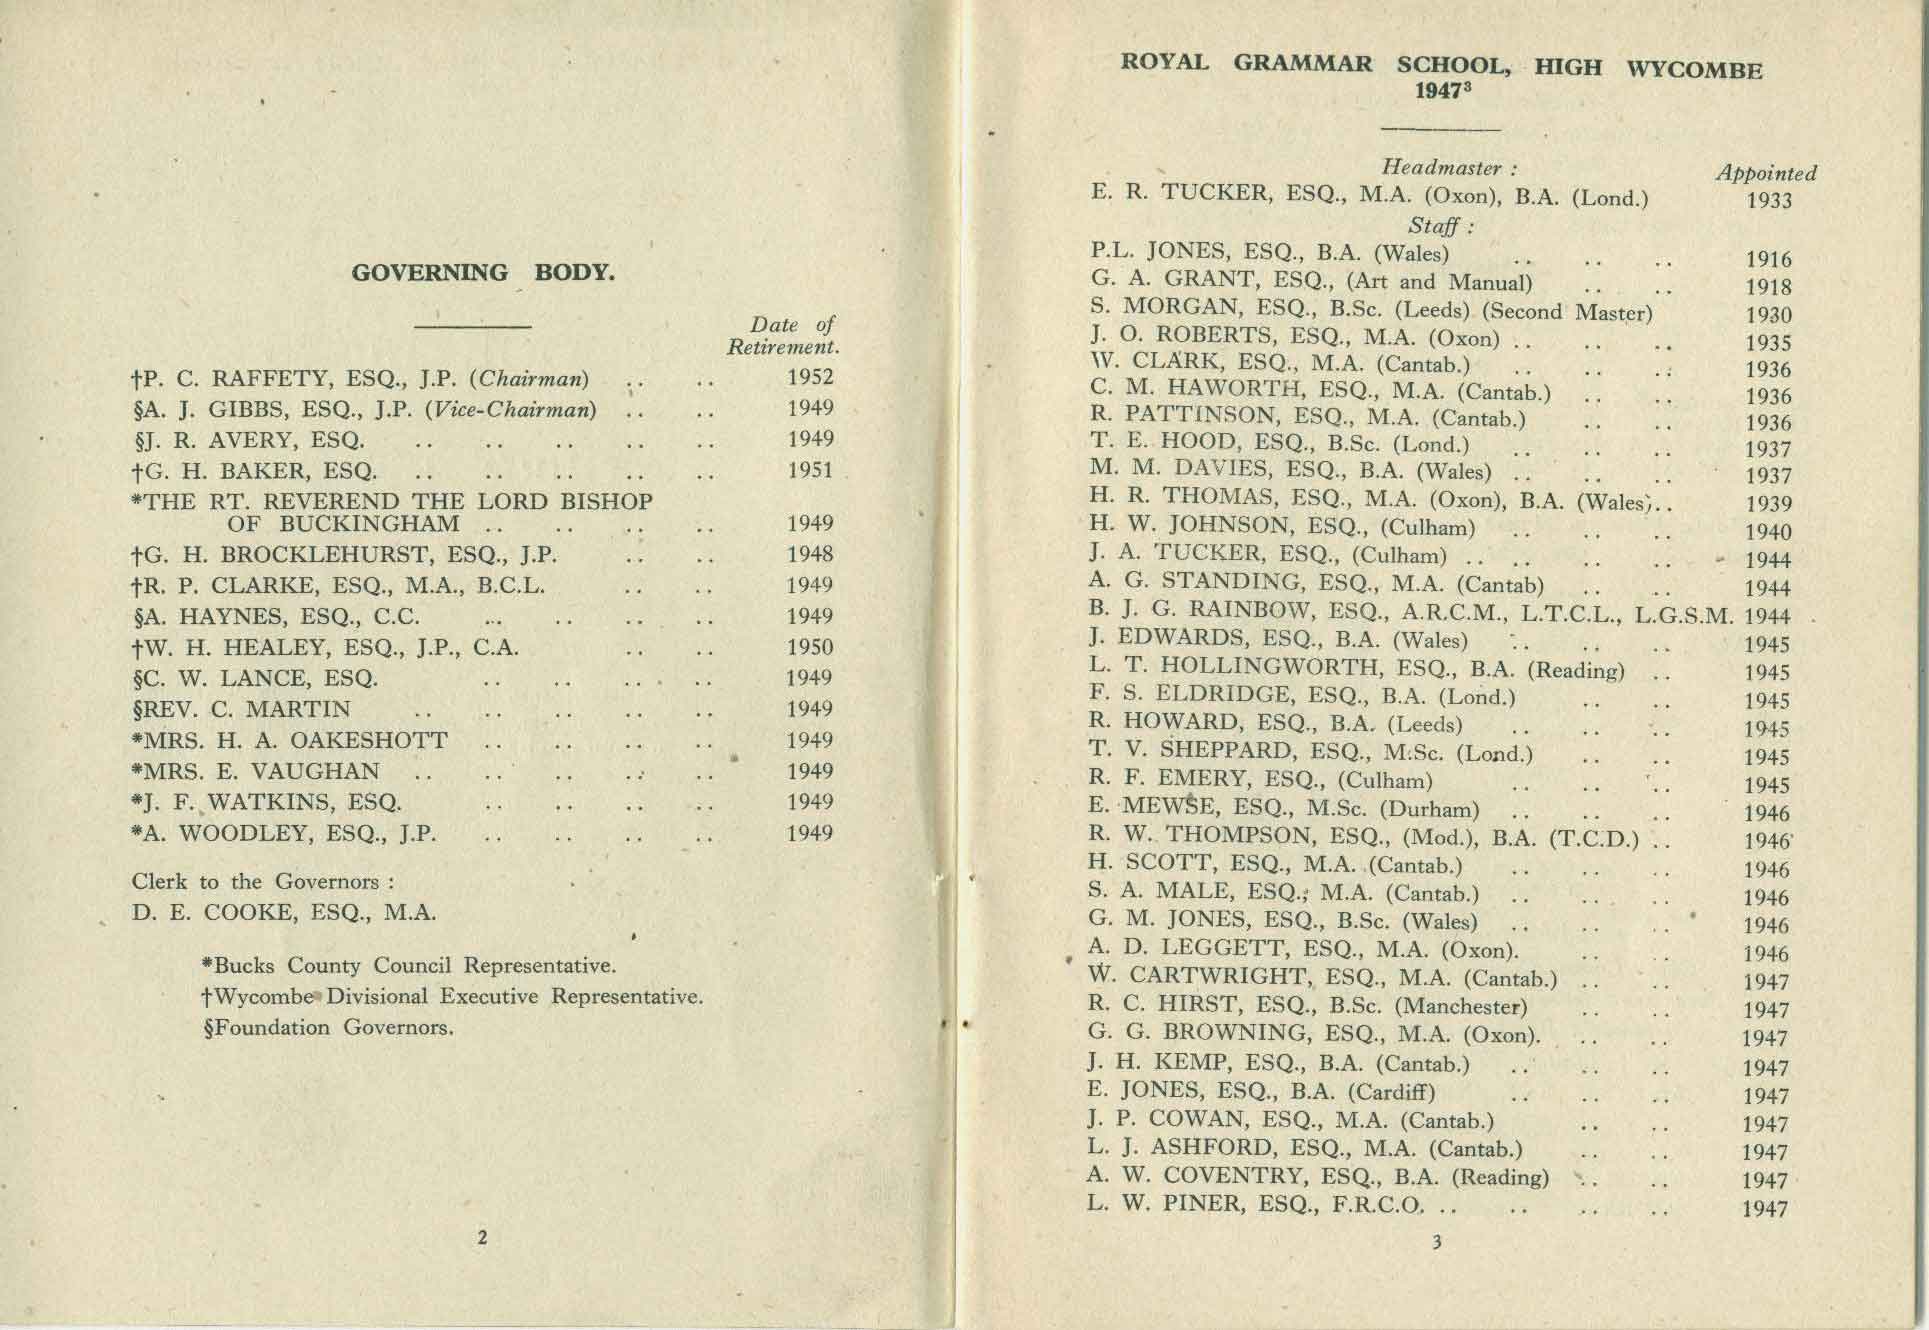 GOVERNING BODY.
Date of
Retirement.
†P. C. RAFFETY, ESQ., J.P. (Chairman) .. .. 1952
§A. J. GIBBS, ESQ., J.P. (Vice-Chairman) .. .. 1949
§J. R. AVERY, ESQ. .. .. .. .. .. 1949
†G. H. BAKER, ESQ. .. .. .. .. .. 1951
*THE RT. REVEREND THE LORD BISHOP
OF BUCKINGHAM .. .. .. .. 1949
†G. H. BROCKLEHURST, ESQ., J.P. .. .. 1948
†R. P. CLARKE, ESQ., M.A., B.C.L. .. .. 1949
§A. HAYNES, ESQ., C.C. .. .. .. .. 1949
†W. H. HEALEY, ESQ., J.P., C.A. .. .. 1950
§C. W. LANCE, ESQ. .. .. .. .. 1949
§REV. C. MARTIN .. .. .. .. .. 1949
*MRS. H. A. OAKESHOTT .. .. .. .. 1949
*MRS. E. VAUGHAN .. .. .. .. .. 1949
*J. F. WATKINS, ESQ. .. .. .. .. 1949
*A. WOODLEY, ESQ., J.P. .. .. .. .. 1949
Clerk to the Governors :
D. E. COOKE, ESQ., M.A.
*Bucks County Council Representative.
†Wycombe Divisional Executive Representative.
§Foundation Governors.
2
ROYAL GRAMMAR SCHOOL, HIGH WYCOMBE
1947³
Headmaster : Appointed
E. R. TUCKER, ESQ., M.A. (Oxon), B.A. (Lond.) 1933
Staff :
P.L. JONES, ESQ., B.A. (Wales) .. .. .. 1916
G. A. GRANT, ESQ., (Art and Manual) .. .. 1918
S. MORGAN, ESQ., B.Sc. (Leeds) (Second Master) 1930
J. O. ROBERTS, ESQ., M.A. (Oxon) .. .. .. 1935
W. CLARK, ESQ., M.A. (Cantab.) .. .. .. 1936
C. M. HAWORTH, ESQ., M.A. (Cantab.) .. .. 1936
R. PATTINSON, ESQ., M.A. (Cantab.) .. .. 1936
T. E. HOOD, ESQ., B.Sc. (Lond.) .. .. .. 1937
M. M. DAVIES, ESQ., B.A. (Wales) .. .. .. 1937
H. R. THOMAS, ESQ., M.A. (Oxon), B.A. (Wales).. 1939
H. W. JOHNSON, ESQ., (Culham) .. .. .. 1940
J. A. TUCKER, ESQ., (Culham) .. .. .. .. 1944
A. G. STANDING, ESQ., M.A. (Cantab) .. .. 1944
B. J. G. RAINBOW, ESQ., A.R.C.M., L.T.C.L., L.G.S.M. 1944
J. EDWARDS, ESQ., B.A. (Wales) .. .. .. 1945
L. T. HOLLINGWORTH, ESQ., B.A. (Reading) .. 1945
F. S. ELDRIDGE, ESQ., B.A. (Lond.) .. .. 1945
R. HOWARD, ESQ., B.A. (Leeds) .. .. .. 1945
T. V. SHEPPARD, ESQ., M.Sc. (Lond.) .. .. 1945
R. F. EMERY, ESQ., (Culham) .. .. .. 1945
E. MEWSE, ESQ., M.Sc. (Durham) .. .. .. 1946
R. W. THOMPSON, ESQ., (Mod.), B.A. (T.C.D.) .. 1946
H. SCOTT, ESQ., M.A. (Cantab.) .. .. .. 1946
S. A. MALE, ESQ., M.A. (Cantab.) .. .. .. 1946
G. M. JONES, ESQ., B.Sc. (Wales) .. .. .. 1946
A. D. LEGGETT, ESQ., M.A. (Oxon). .. .. 1946
W. CARTWRIGHT, ESQ., M.A. (Cantab.) .. .. 1947
R. C. HIRST, ESQ., B.Sc. (Manchester) .. .. 1947
G. G. BROWNING, ESQ., M.A. (Oxon). .. .. 1947
J. H. KEMP, ESQ., B.A. (Cantab.) .. .. .. 1947
E. JONES, ESQ., B.A. (Cardiff) .. .. .. 1947
J. P. COWAN, ESQ., M.A. (Cantab.) .. .. 1947
L. J. ASHFORD, ESQ., M.A. (Cantab.) .. .. 1947
A. W. COVENTRY, ESQ., B.A. (Reading) .. .. 1947
L. W. PINER, ESQ., F.R.C.O. .. .. .. .. 1947
3